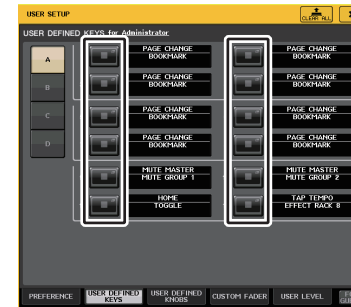 USER SETUP
CLEAR ALL
USER DEFINED KEYS for Administrator
A
PAGE CHANGE
BOOKMARK
PAGE CHANGE
BOOKMARK
B
PAGE CHANGE
BOOKMARK
PAGE CHANGE
BOOKMARK
C
PAGE CHANGE
BOOKMARK
PAGE CHANGE
BOOKMARK
D
PAGE CHANGE
BOOKMARK
PAGE CHANGE
BOOKMARK
MUTE MASTER
MUTE GROUP 1
MUTE MASTER
MUTE GROUP 2
HOME
TOGGLE
TAP TEMPO
EFFECT RACK 8
PREFERENCE
USER DEFINED
KEYS
USER DEFINED
KNOBS
CUSTOM FADER
USER LEVEL